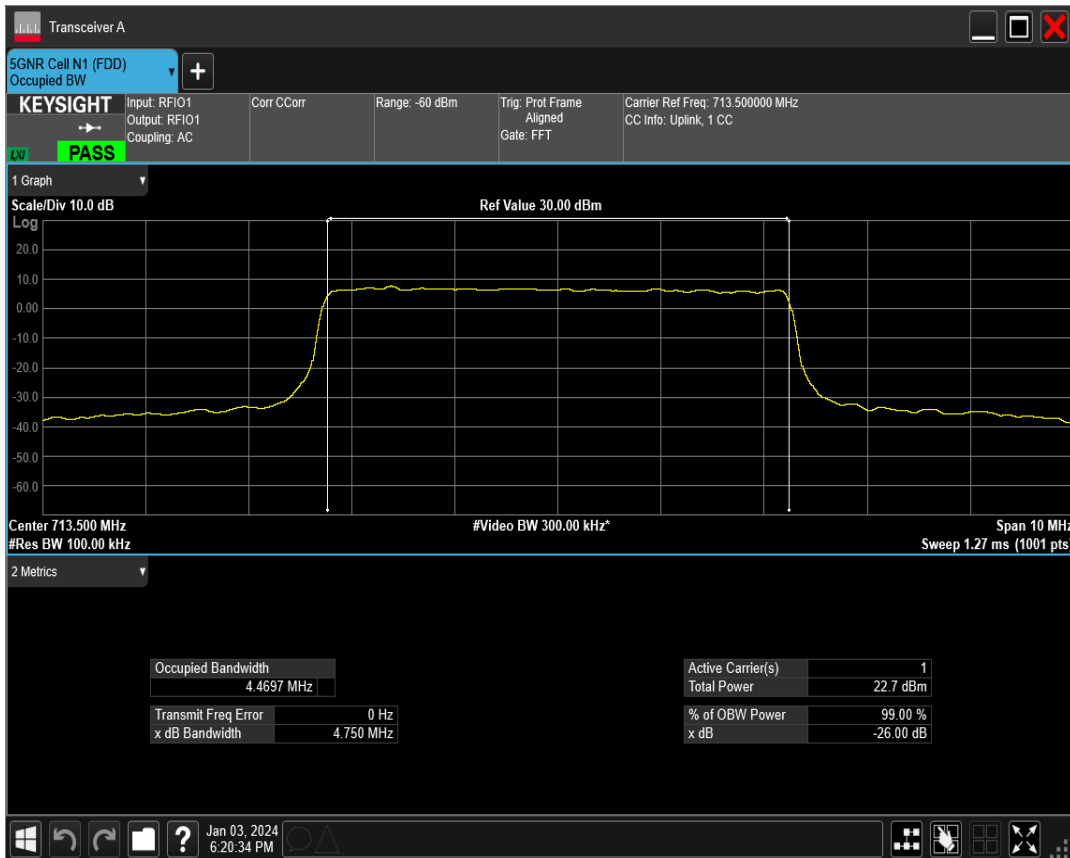 Transceiver A
5GNR Cell N1 (FDD)
Occupied BW
+
KEYSIGHT
LXI
PASS
Input: RFIO1
Output: RFIO1
Coupling: AC
Corr CCorr
Range: -60 dBm
Trig: Prot Frame
Aligned
Gate: FFT
Carrier Ref Freq: 713.500000 MHz
CC Info: Uplink, 1 CC
1 Graph
Scale/Div 10.0 dB
Ref Value 30.00 dBm
Log
20.0
10.0
0.00
-10.0
-20.0
-30.0
-40.0
-50.0
-60.0
Center 713.500 MHz
#Video BW 300.00 kHz*
Span 10 MHz
#Res BW 100.00 kHz
Sweep 1.27 ms (1001 pts)
2 Metrics
Occupied Bandwidth
4.4697 MHz
Transmit Freq Error 0 Hz
x dB Bandwidth 4.750 MHz
Active Carrier(s) 1
Total Power 22.7 dBm
% of OBW Power 99.00 %
x dB -26.00 dB
?
Jan 03, 2024
6:20:34 PM